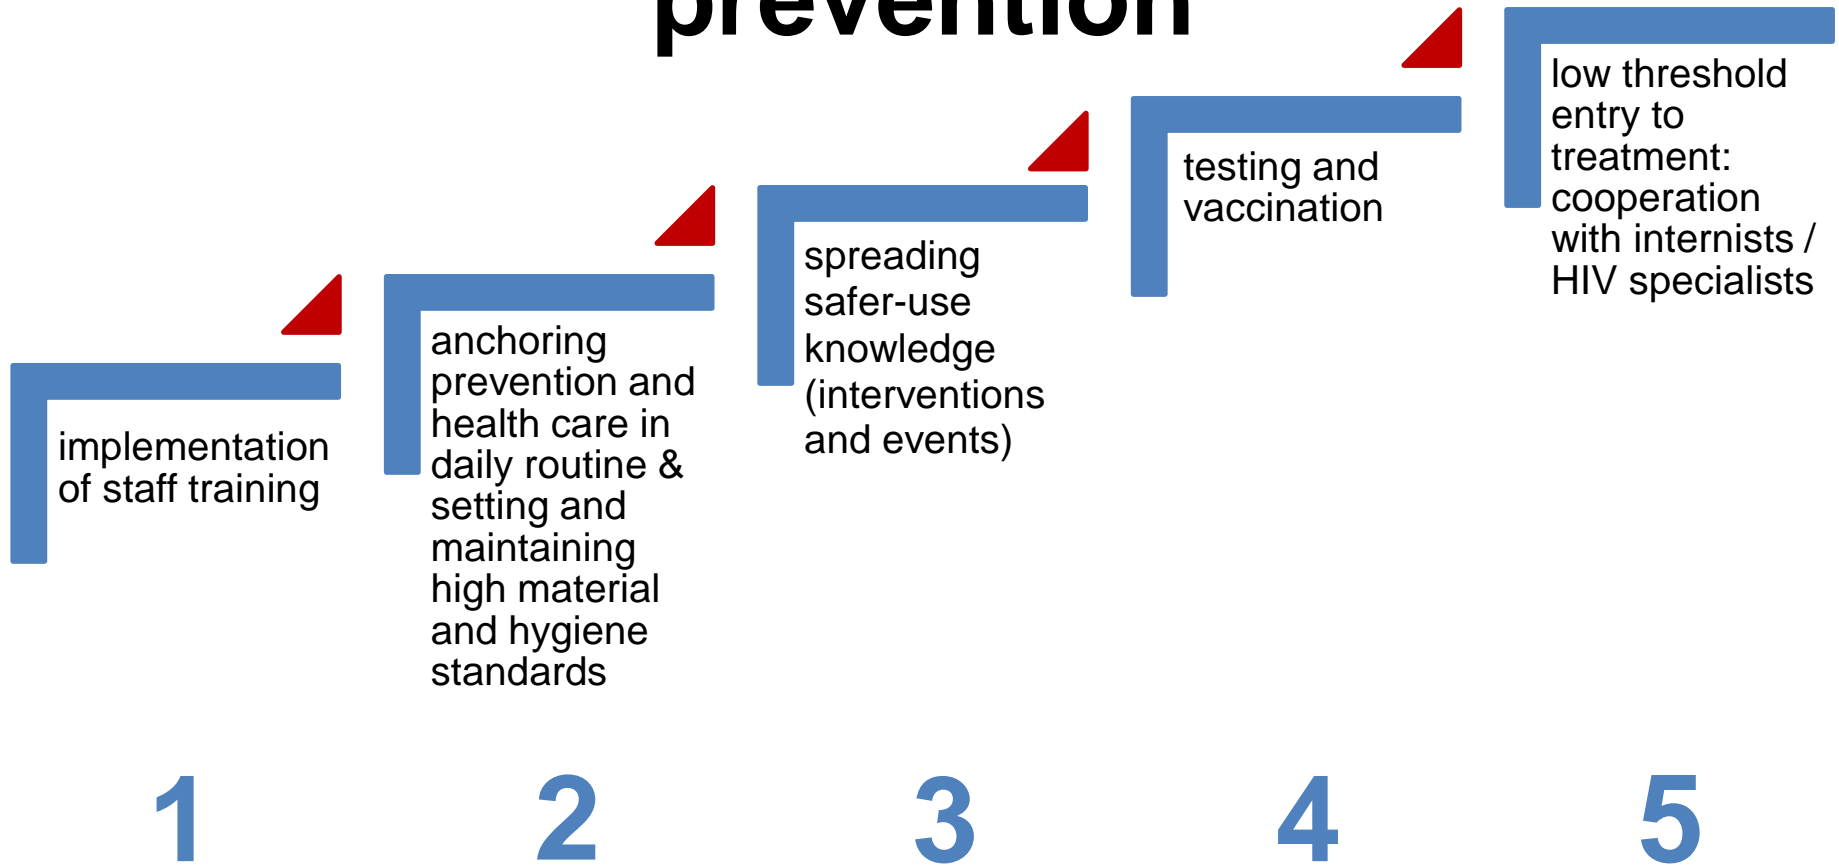 prevention
implementation
of staff training
anchoring
prevention and
health care in
daily routine &
setting and
maintaining
high material
and hygiene
standards
spreading
safer-use
knowledge
(interventions
and events)
testing and
vaccination
low threshold
entry to
treatment:
cooperation
with internists /
HIV specialists
1
2
3
4
5